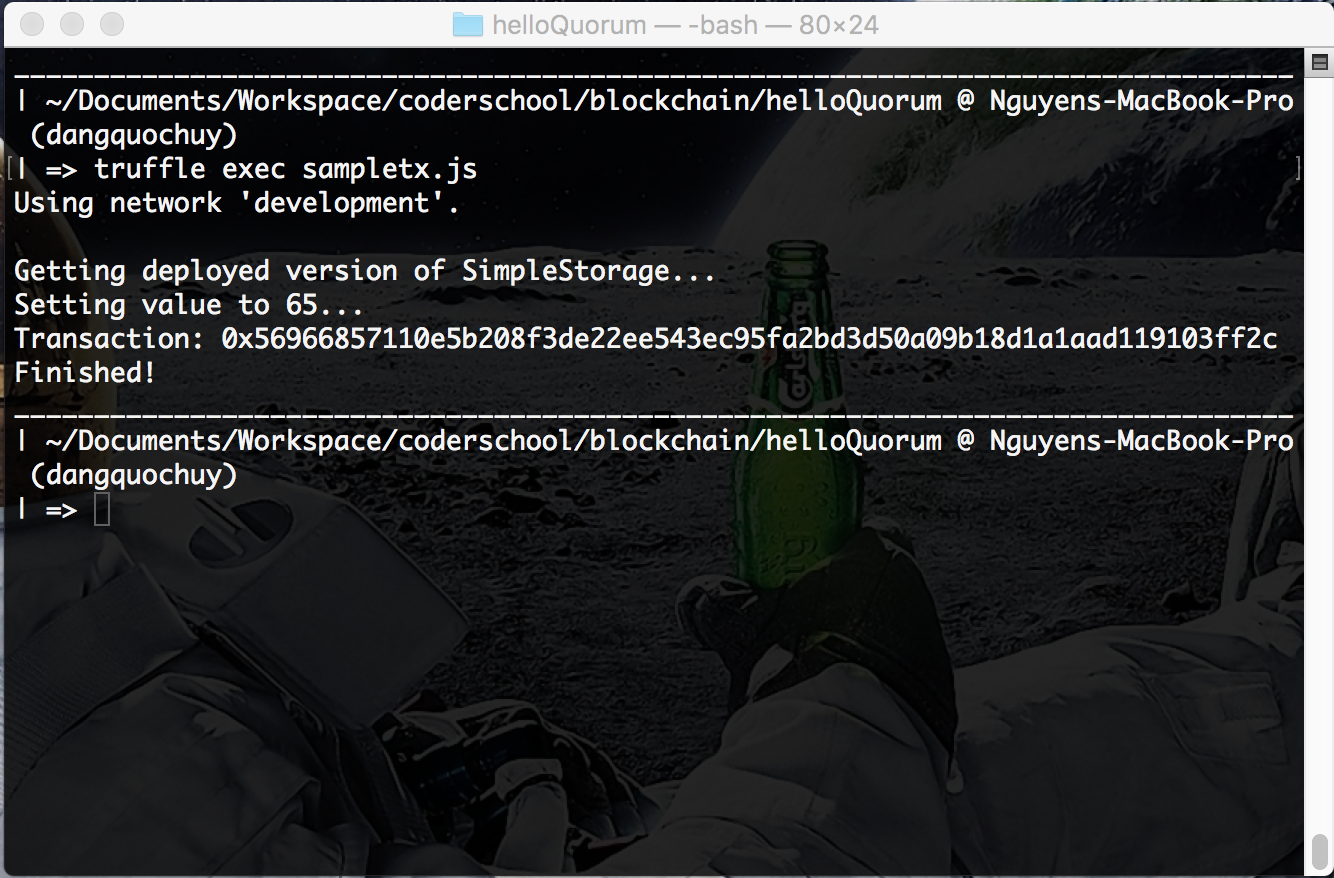 helloQuorum — -bash — 80×24
| ~/Documents/Workspace/coderschool/blockchain/helloQuorum @ Nguyens-MacBook-Pro
(dangquochuy)
[| => truffle exec sampletx.js ]
Using network 'development'.
Getting deployed version of SimpleStorage...
Setting value to 65...
Transaction: 0x56966857110e5b208f3de22ee543ec95fa2bd3d50a09b18d1a1aad119103ff2c
Finished!
| ~/Documents/Workspace/coderschool/blockchain/helloQuorum @ Nguyens-MacBook-Pro
(dangquochuy)
| =>